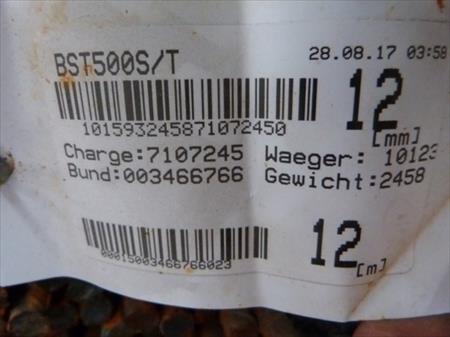 BST500S/T 28.08.17 03:58
12
[mm]
101593245871072450
Charge:7107245 Waeger: 10123
Bund:003466766 Gewicht:2458
12
[m]
00015003466766023